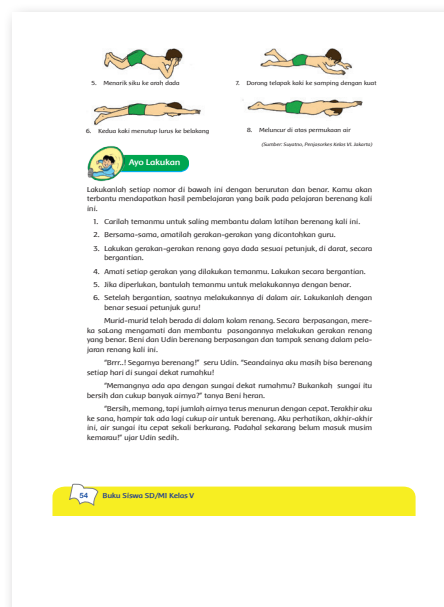 5. Menarik siku ke arah dada
7. Dorong telapak kaki ke samping dengan kuat
6. Kedua kaki menutup lurus ke belakang
8. Meluncur di atas permukaan air
(Sumber: Suyatno, Penjasorkes Kelas VI. Jakarta)
Ayo Lakukan
Lakukanlah setiap nomor di bawah ini dengan berurutan dan benar. Kamu akan
terbantu mendapatkan hasil pembelajaran yang baik pada pelajaran berenang kali
ini.
1. Carilah temanmu untuk saling membantu dalam latihan berenang kali ini.
2. Bersama-sama, amatilah gerakan-gerakan yang dicontohkan guru.
3. Lakukan gerakan-gerakan renang gaya dada sesuai petunjuk, di darat, secara
bergantian.
4. Amati setiap gerakan yang dilakukan temanmu. Lakukan secara bergantian.
5. Jika diperlukan, bantulah temanmu untuk melakukannya dengan benar.
6. Setelah bergantian, saatnya melakukannya di dalam air. Lakukanlah dengan
benar sesuai petunjuk guru!
Murid-murid telah berada di dalam kolam renang. Secara berpasangan, mere-
ka saLang mengamati dan membantu pasangannya melakukan gerakan renang
yang benar. Beni dan Udin berenang berpasangan dan tampak senang dalam pela-
jaran renang kali ini.
"Brrr..! Segarnya berenang!" seru Udin. "Seandainya aku masih bisa berenang
setiap hari di sungai dekat rumahku!
"Memangnya ada apa dengan sungai dekat rumahmu? Bukankah sungai itu
bersih dan cukup banyak airnya?" tanya Beni heran.
"Bersih, memang, tapi jumlah airnya terus menurun dengan cepat. Terakhir aku
ke sana, hampir tak ada lagi cukup air untuk berenang. Aku perhatikan, akhir-akhir
ini, air sungai itu cepat sekali berkurang. Padahal sekarang belum masuk musim
kemarau!" ujar Udin sedih.
54 Buku Siswa SD/MI Kelas V